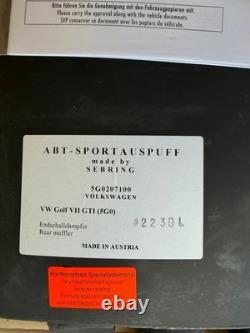 Bitte führen Sie die Genehmigung mit den Fahrzeugpapieren mit.
Please carry the approval along with the vehicle documents.
SVP conserver ce document avec les papiers du véhicule.
ABT-SPORTAUSPUFF
made by
SEBRING
5G0207100
VOLKSWAGEN
VW Golf VII GTI (5G0)
Endschalldämpfer
Rear muffler
#2230L
MADE IN AUSTRIA
Hochkratzfeste Speziallackierung